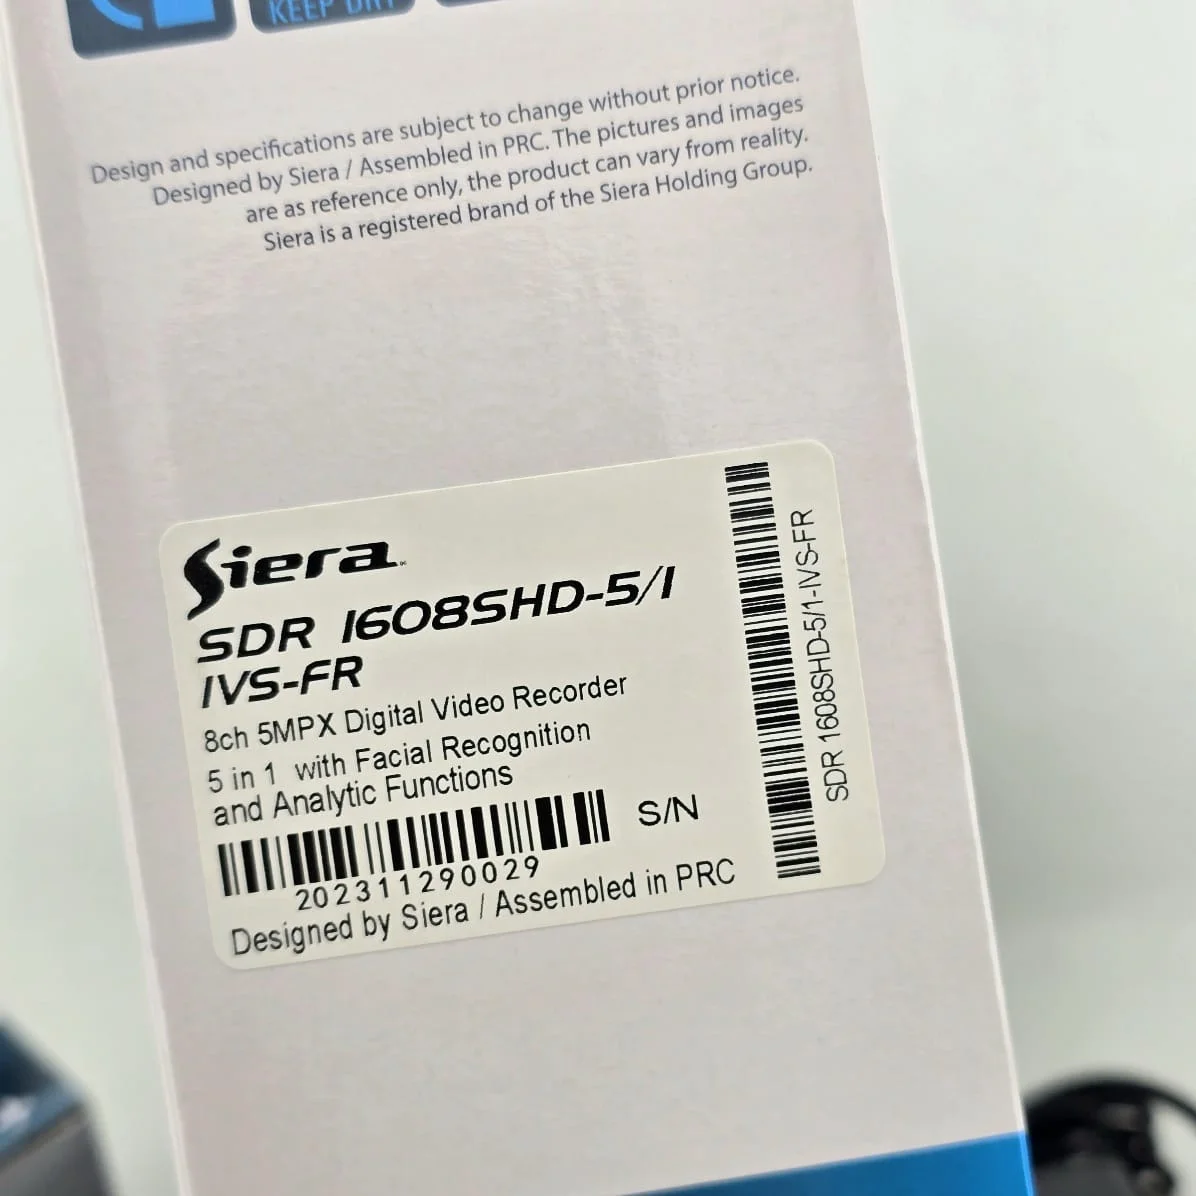 KEEP DRY
Design and specifications are subject to change without prior notice.
Designed by Siera / Assembled in PRC. The pictures and images
are as reference only, the product can vary from reality.
Siera is a registered brand of the Siera Holding Group.
Siera
SDR 1608SHD-5/1
IVS-FR
8ch 5MPX Digital Video Recorder
5 in 1 with Facial Recognition
and Analytic Functions
S/N
202311290029
Designed by Siera / Assembled in PRC
SDR 1608SHD-5/1-IVS-FR